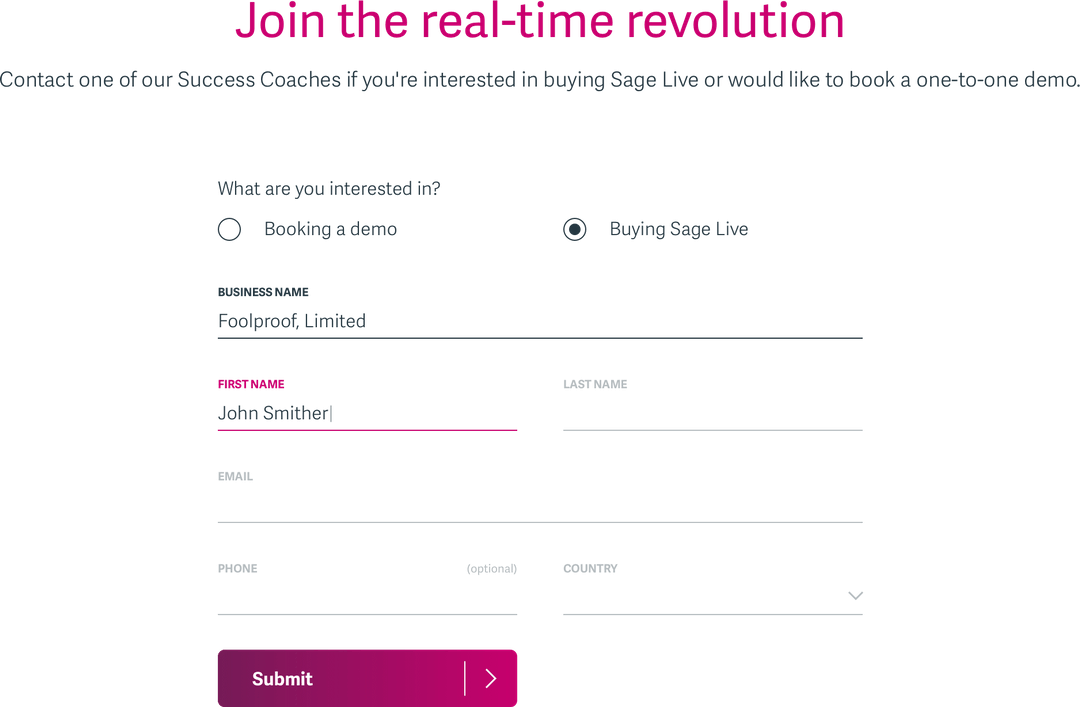 Join the real-time revolution
Contact one of our Success Coaches if you're interested in buying Sage Live or would like to book a one-to-one demo.
What are you interested in?
Booking a demo Buying Sage Live
BUSINESS NAME
Foolproof, Limited
FIRST NAME LAST NAME
John Smither
EMAIL
PHONE (optional) COUNTRY
Submit